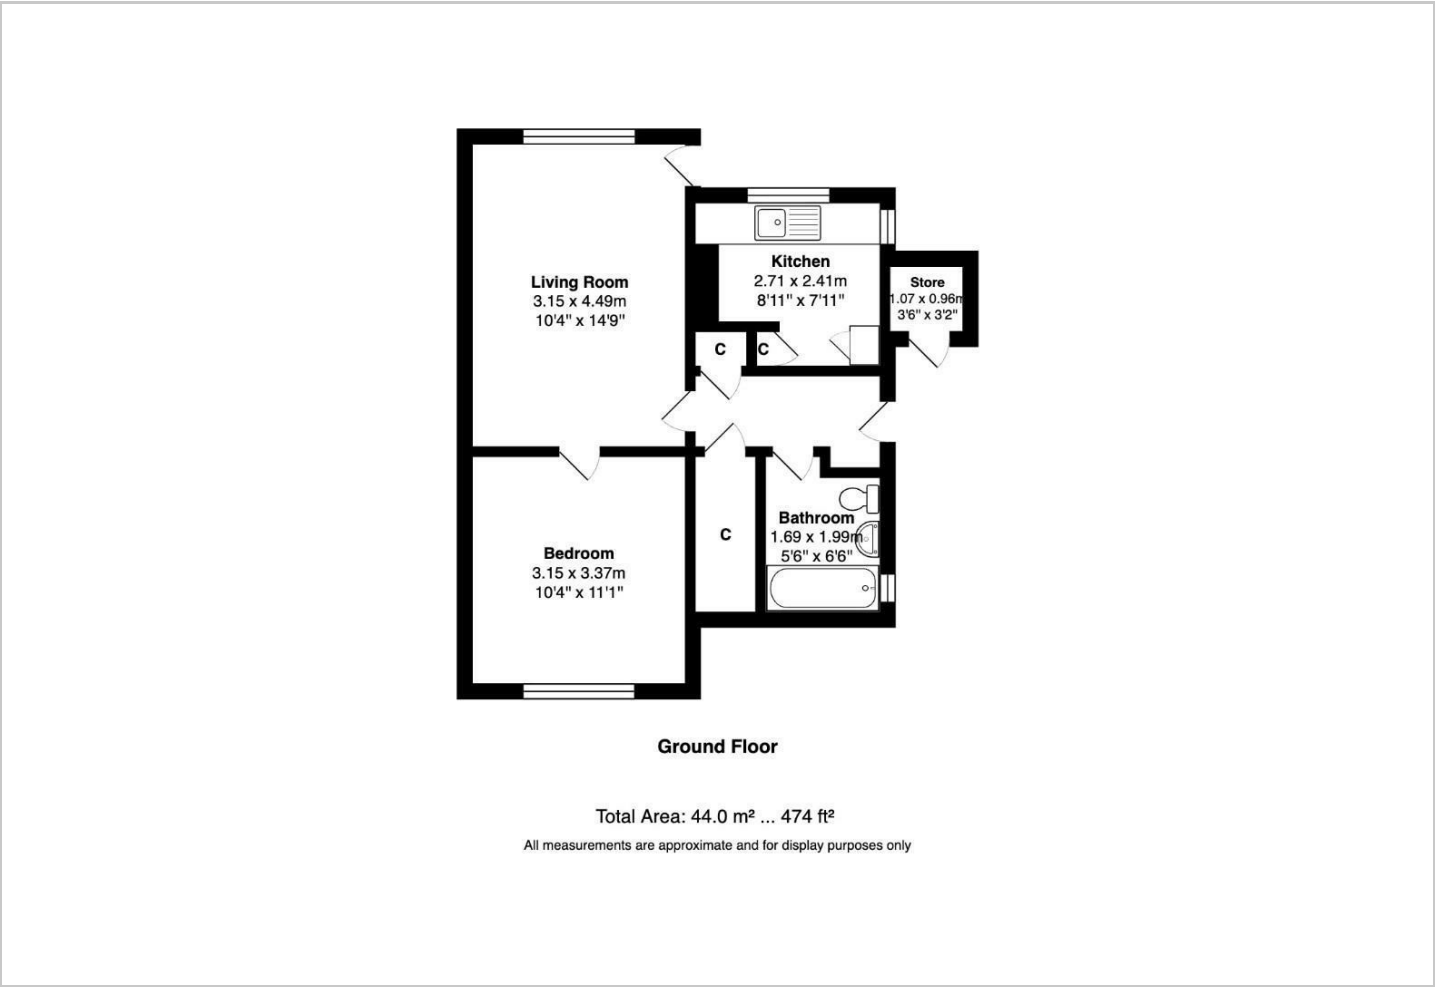 Living Room
3.15 x 4.49m
10'4" x 14'9"
Kitchen
2.71 x 2.41m
8'11" x 7'11"
Store
1.07 x 0.96m
3'6" x 3'2"
C
C
Bedroom
3.15 x 3.37m
10'4" x 11'1"
C
Bathroom
1.69 x 1.99m
5'6" x 6'6"
Ground Floor
Total Area: 44.0 m² ... 474 ft²
All measurements are approximate and for display purposes only